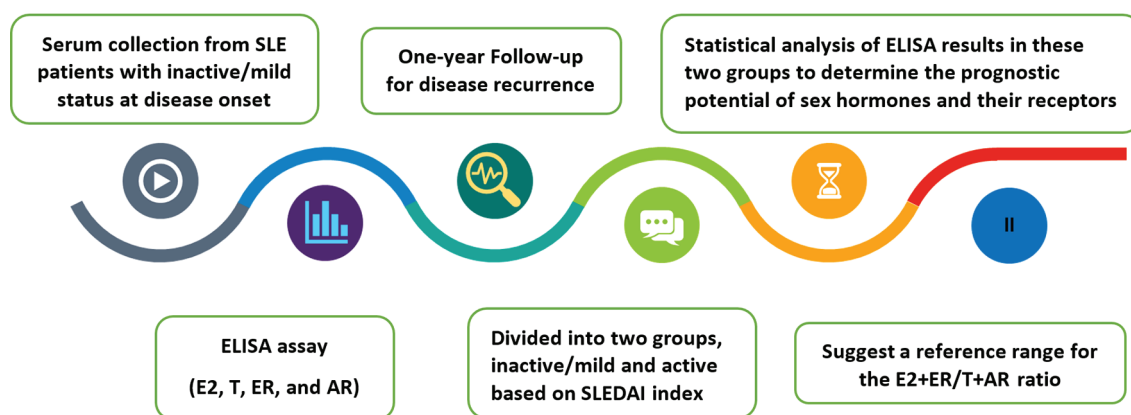 Serum collection from SLE
patients with inactive/mild
status at disease onset
ELISA assay
(E2, T, ER, and AR)
One-year Follow-up
for disease recurrence
Divided into two groups,
inactive/mild and active
based on SLEDAI index
Statistical analysis of ELISA results in these
two groups to determine the prognostic
potential of sex hormones and their receptors
Suggest a reference range for
the E2+ER/T+AR ratio
II